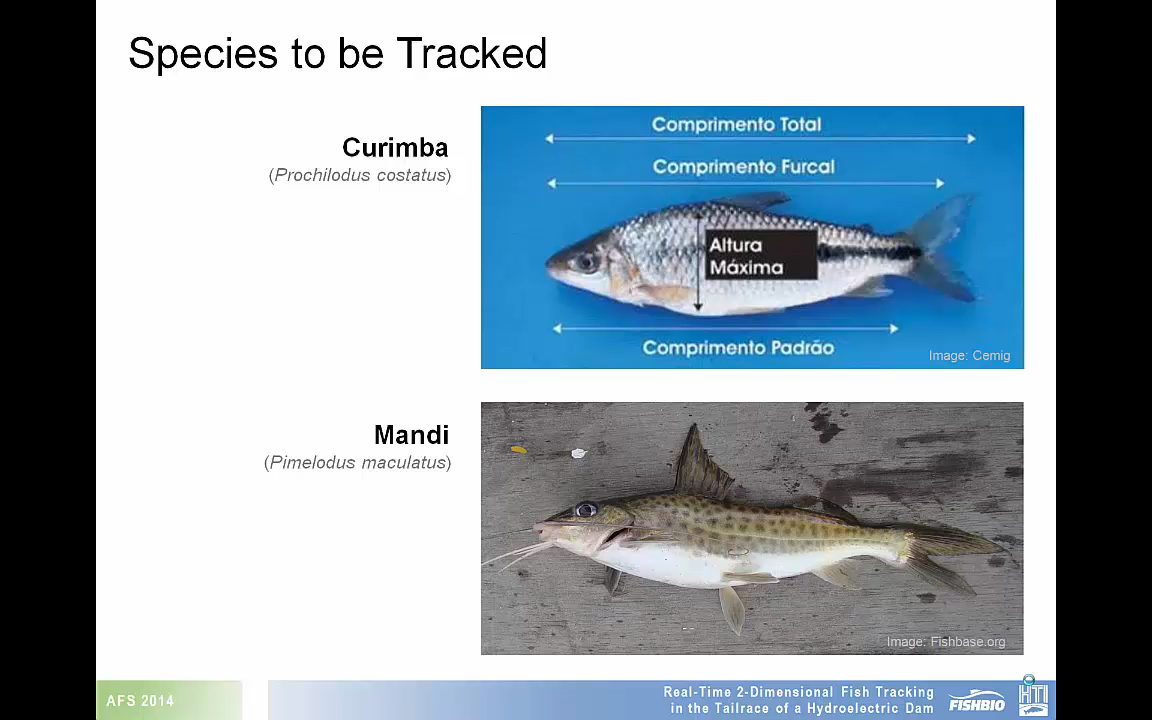 Species to be Tracked
Curimba
(Prochilodus costatus)
Comprimento Total
Comprimento Furcal
Altura
Máxima
Comprimento Padrão
Image: Cemig
Mandi
(Pimelodus maculatus)
Image: Fishbase.org
AFS 2014
Real-Time 2-Dimensional Fish Tracking
in the Tailrace of a Hydroelectric Dam
FISHBIO
HTI